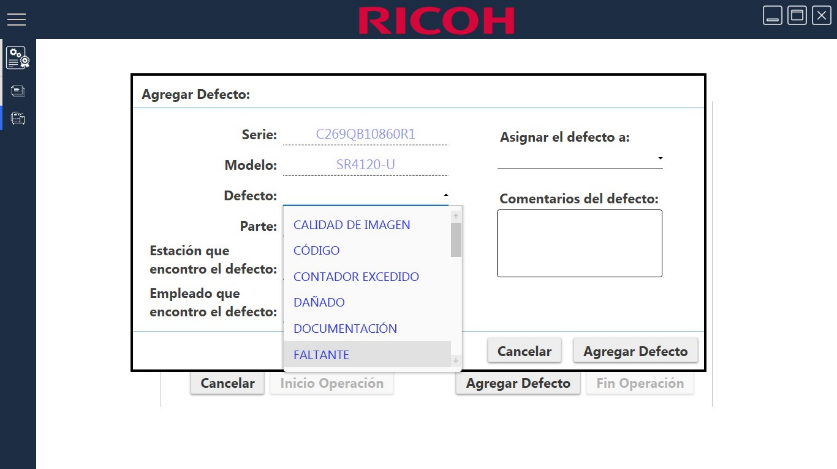 RICOH
Agregar Defecto:
Serie: C269QB10860R1
Modelo: SR4120-U
Defecto:
Parte:
Estación que
encontro el defecto:
Empleado que
encontro el defecto:
CALIDAD DE IMAGEN
CÓDIGO
CONTADOR EXCEDIDO
DAÑADO
DOCUMENTACIÓN
FALTANTE
Asignar el defecto a:
Comentarios del defecto:
Cancelar Agregar Defecto
Cancelar Inicio Operación Agregar Defecto Fin Operación